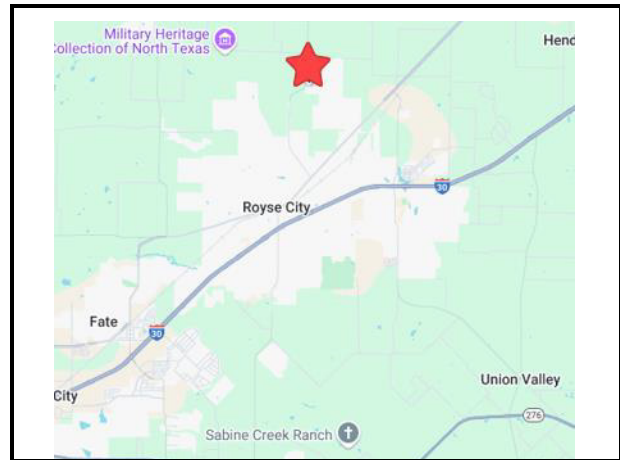 Military Heritage
Collection of North Texas
Hend
30
Royse City
Fate
30
City
Union Valley
276
Sabine Creek Ranch